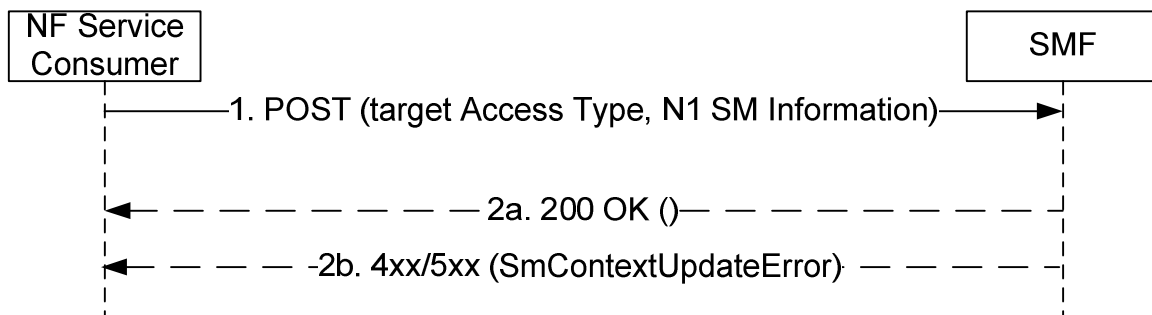 NF Service
Consumer
SMF
1. POST (target Access Type, N1 SM Information)
2a. 200 OK ()
2b. 4xx/5xx (SmContextUpdateError)